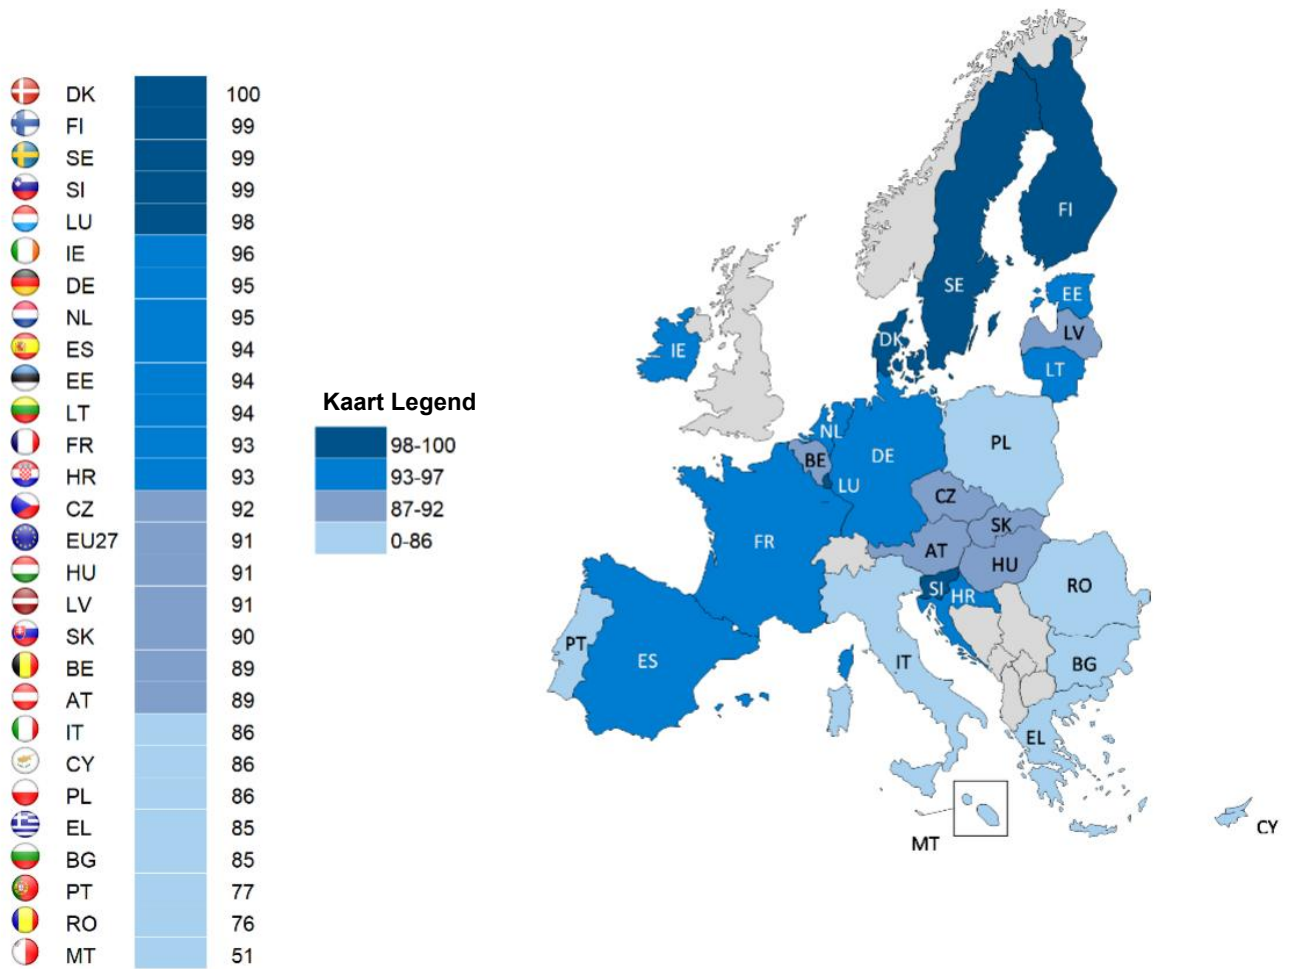 DK 100
FI 99
SE 99
SI 99
LU 98
IE 96
DE 95
NL 95
ES 94
EE 94
LT 94
FR 93
HR 93
CZ 92
EU27 91
HU 91
LV 91
SK 90
BE 89
AT 89
IT 86
CY 86
PL 86
EL 85
BG 85
PT 77
RO 76
MT 51
Kaart Legend
98-100
93-97
87-92
0-86
FI
SE
EE
LV
LT
DK
IE
NL
PL
BE
DE
LU
CZ
SK
AT
HU
FR
SI
HR
RO
PT
ES
IT
BG
EL
MT
CY